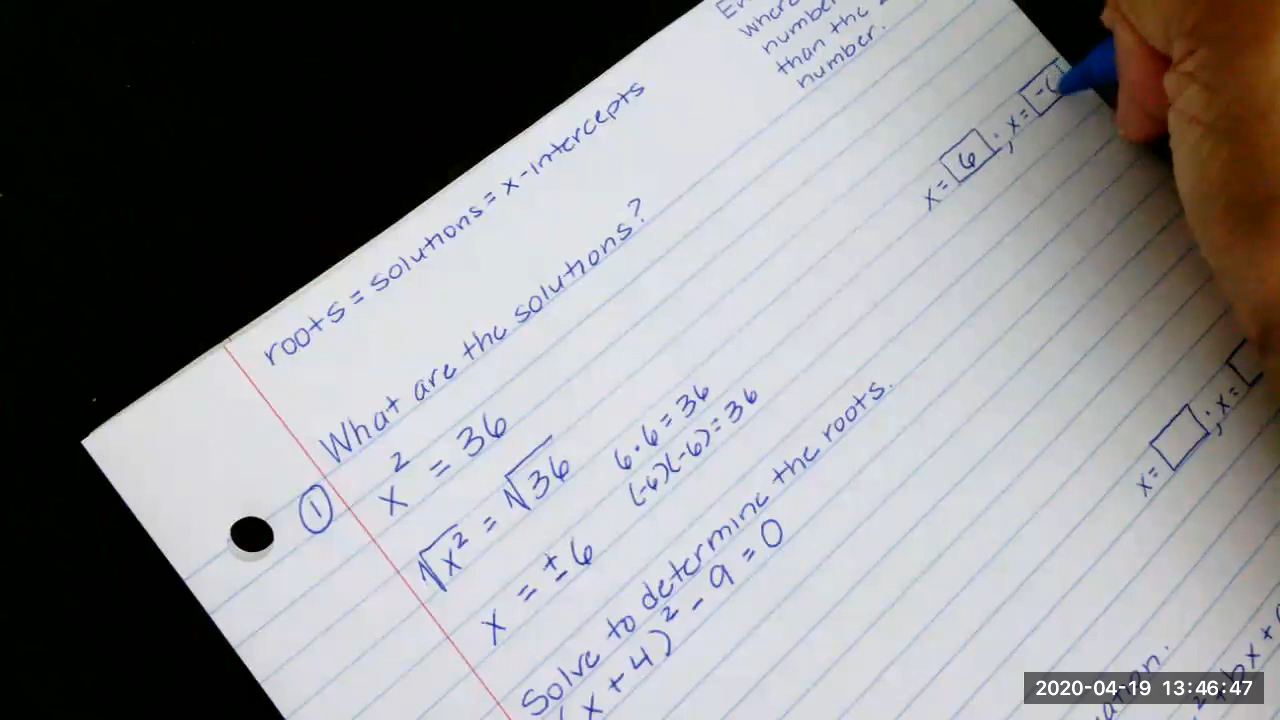 where
number
than the
number.
roots = solutions = x-intercepts
What are the solutions?
① x² = 36
√x² = √36 6·6 = 36
(-6)(-6) = 36
x = ±6
x = 6 ; x = -6
Solve to determine the roots.
(x + 4)² - 9 = 0
x = ; x =
2020-04-19 13:46:47